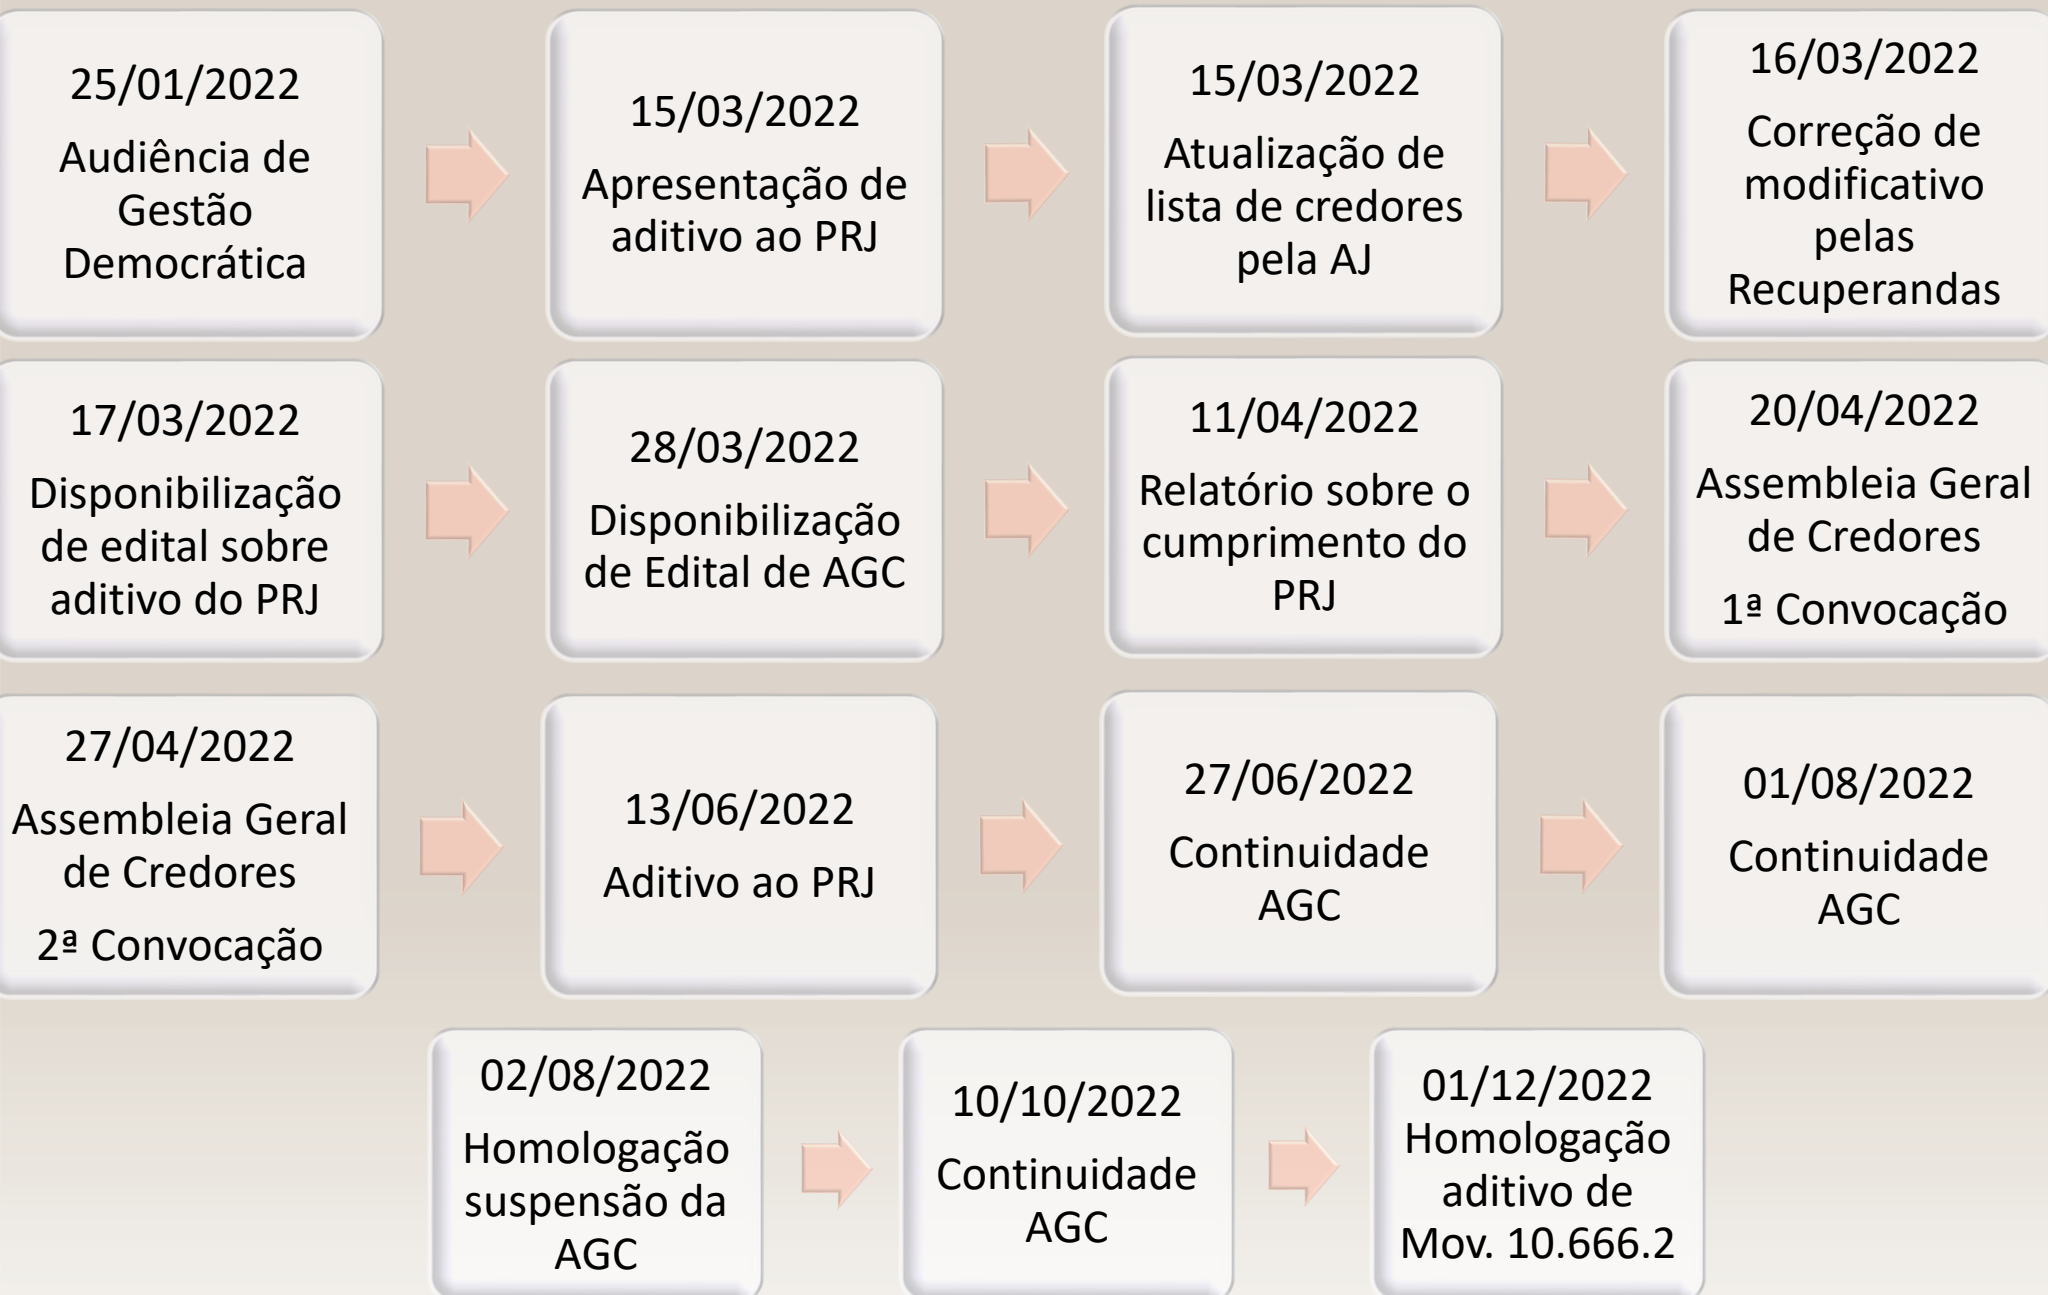 25/01/2022
Audiência de
Gestão
Democrática
15/03/2022
Apresentação de
aditivo ao PRJ
15/03/2022
Atualização de
lista de credores
pela AJ
16/03/2022
Correção de
modificativo
pelas
Recuperandas
17/03/2022
Disponibilização
de edital sobre
aditivo do PRJ
28/03/2022
Disponibilização
de Edital de AGC
11/04/2022
Relatório sobre o
cumprimento do
PRJ
20/04/2022
Assembleia Geral
de Credores
1ª Convocação
27/04/2022
Assembleia Geral
de Credores
2ª Convocação
13/06/2022
Aditivo ao PRJ
27/06/2022
Continuidade
AGC
01/08/2022
Continuidade
AGC
02/08/2022
Homologação
suspensão da
AGC
10/10/2022
Continuidade
AGC
01/12/2022
Homologação
aditivo de
Mov. 10.666.2